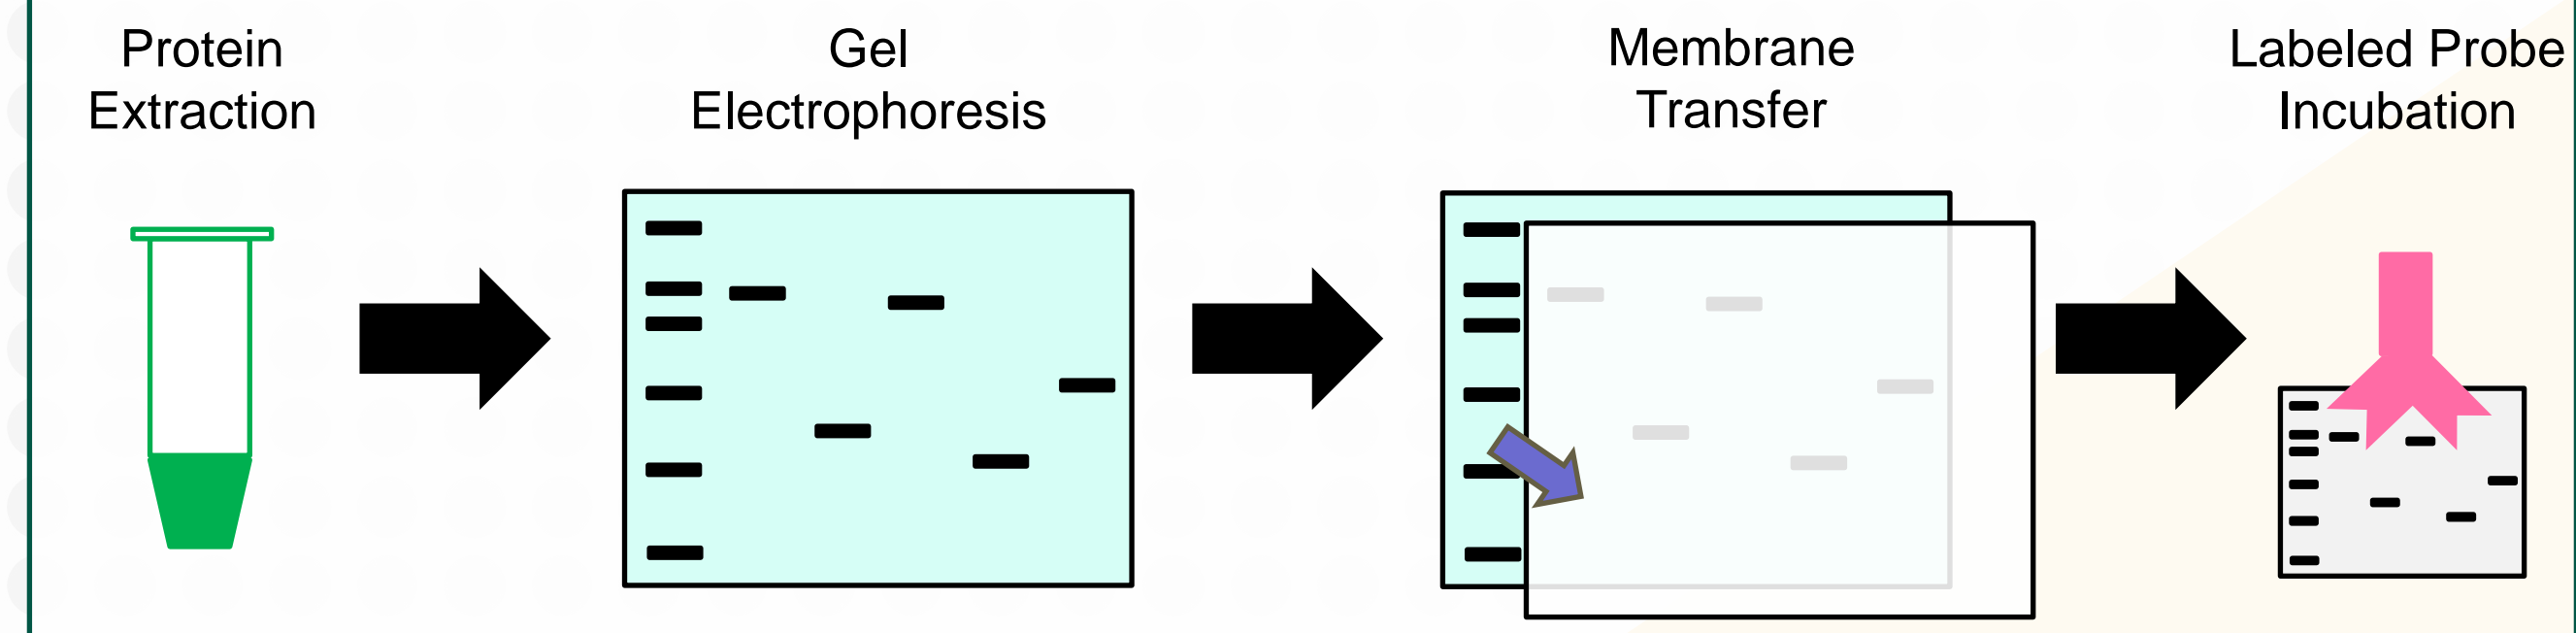 Protein
Extraction
Gel
Electrophoresis
Membrane
Transfer
Labeled Probe
Incubation